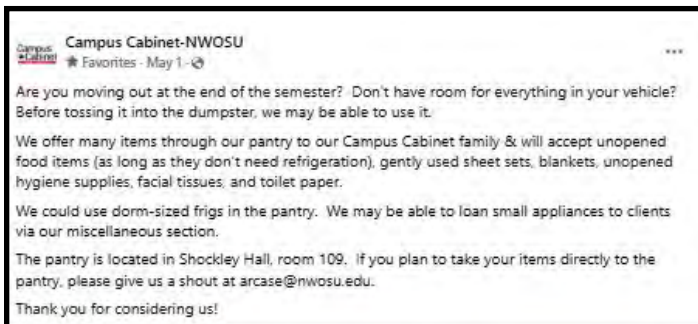 Campus
Cabinet
Campus Cabinet-NWOSU
Favorites · May 1 ·
Are you moving out at the end of the semester? Don't have room for everything in your vehicle?
Before tossing it into the dumpster, we may be able to use it.
We offer many items through our pantry to our Campus Cabinet family & will accept unopened
food items (as long as they don't need refrigeration), gently used sheet sets, blankets, unopened
hygiene supplies, facial tissues, and toilet paper.
We could use dorm-sized frigs in the pantry. We may be able to loan small appliances to clients
via our miscellaneous section.
The pantry is located in Shockley Hall, room 109. If you plan to take your items directly to the
pantry, please give us a shout at arcase@nwosu.edu.
Thank you for considering us!